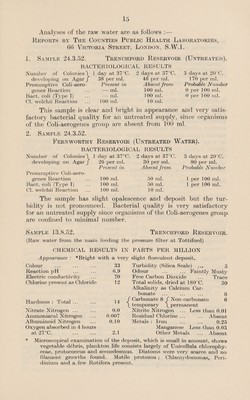 15
Analyses of the raw water are as follows :—
REPORTS BY THE COUNTIES PUBLIC HEALTH LABORATORIES,
66 VICTORIA STREET, LONDON, S.W.1.
1. SAMPLE 24.3.52. TRENCHFORD RESERVOIR (UNTREATED).
BACTERIOLOGICAL RESULTS
Number of Colonies 1 day at 37°C. 2 days at 37°C. 3 days at 20°C.
developing on Agar 38 per ml. 46 per ml. 170 per ml.
Presumptive Coli-aero- Present in Absent from Probable Number
genes Reaction — ml. 100 ml. 0 per 100 ml.
Bact. coli (Type I) — ml. 100 ml. 0 per 100 ml.
Cl. welchii Reaction 100 ml. 10 ml.
This sample is clear and bright in appearance and very satis-
factory bacterial quality for an untreated supply, since organisms
of the Coli-aerogenes group are absent from 100 ml.
2. SAMPLE 24.3.52.
FERNWORTHY RESERVOIR (UNTREATED WATER).
BACTERIOLOGICAL RESULTS
Number of Colonies 1 day at 37°C. 2 days at 37°C. 3 days at 20°C.
developing on Agar 20 per ml. 30 per ml. 80 per ml.
Present in Absent from Probable Number
Presumptive Coli-aero-
genes Reaction 100 ml. 50 ml. 1 per 100 ml.
Bact. coli (Type I) 100 ml. 50 ml. 1 per 100 ml.
Cl. welchii Reaction 100 ml. 10 ml.
The sample has slight opalescence and deposit but the tur-
bidity is not pronounced. Bacterial quality is very satisfactory
for an untreated supply since organisms of the Coli-aerogenes group
are confined to minimal number.
SAMPLE 13.8.52. TRENCHFORD RESERVOIR.
(Raw water from the main feeding the pressure filter at Tottiford)
CHEMICAL RESULTS IN PARTS PER MILLION
Appearance : *Bright with a very slight flocculent deposit.
Colour 23 Turbidity (Silica Scale) 5
Reaction pH 6.9 Odour Faintly Musty
Electric conductivity 70 Free Carbon Dioxide Trace
Chlorine present as Chloride 12 Total solids, dried at 180°C. 50
Alkalinity as Calcium Car-
bonate 8
Hardness : Total 14 Carbonate 8 Non-carbonate 6
temporary permanent
Nitrate Nitrogen 0.0 Nitrite Nitrogen Less than 0.01
Ammoniacal Nitrogen 0.007 Residual Chlorine Absent
Albuminoid Nitrogen 0.10 Metals : Iron 0.25
Oxygen absorbed in 4 hours Manganese Less than 0.05
at 27°C. 2.1 Other Metals Absent
* Microscopical examination of the deposit, which is small in amount, shows
vegetable débris, plankton life consists largely of Univellula chlorophy-
ceae, protococcus and scenedesmus. Diatoms were very scarce and no
filament growths found. Motile protozoa ; Chlamydomonas, Peri-
dinium and a few Rotifera present.